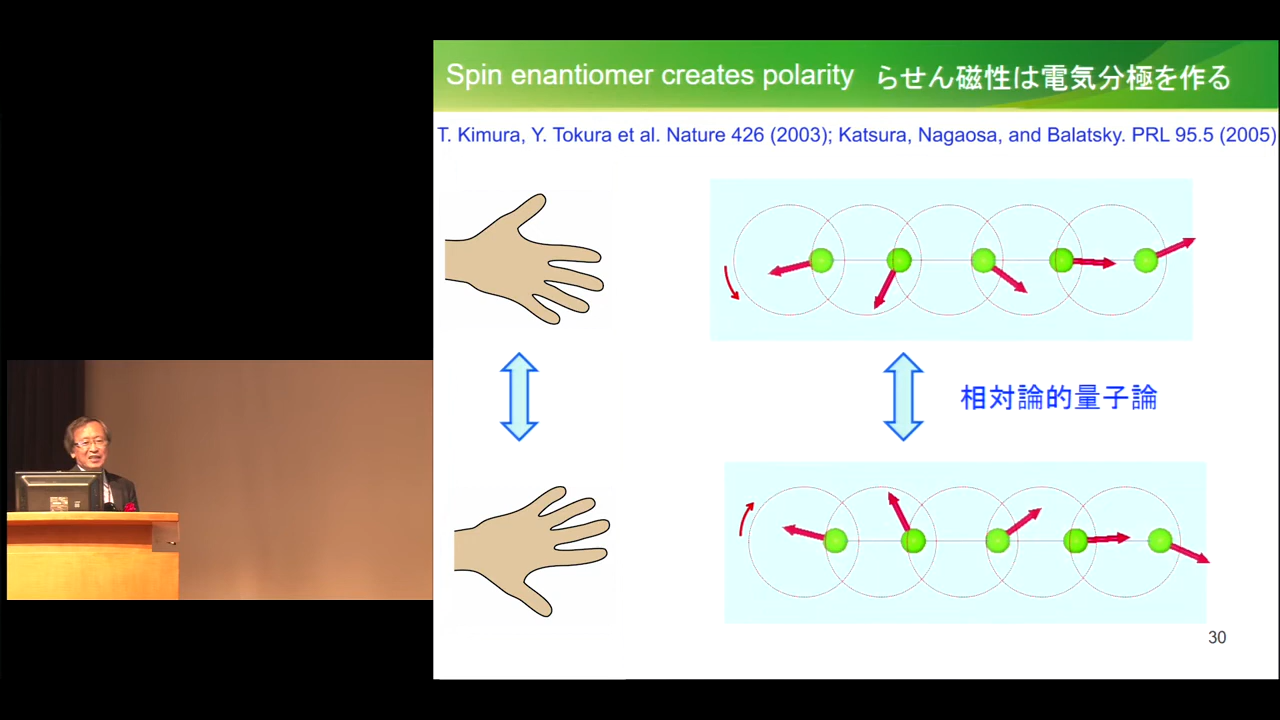 Spin enantiomer creates polarity らせん磁性は電気分極を作る
T. Kimura, Y. Tokura et al. Nature 426 (2003); Katsura, Nagaosa, and Balatsky. PRL 95.5 (2005)
相対論的量子論
30